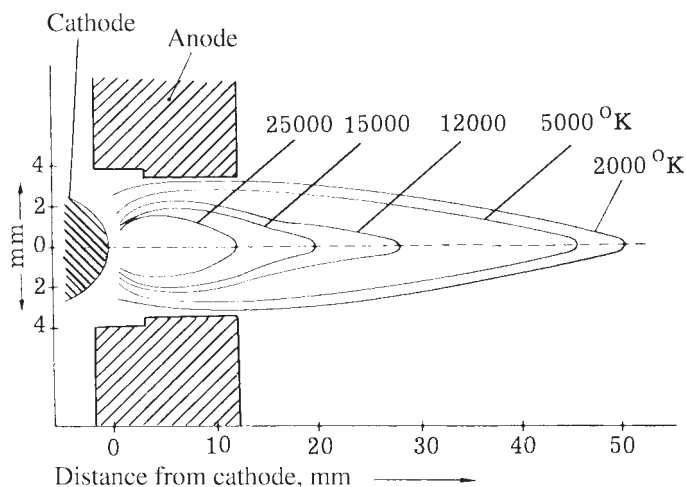 Cathode
Anode
25000 15000 12000 5000 °K
2000 °K
4
2
0
2
4
mm
0 10 20 30 40 50
Distance from cathode, mm